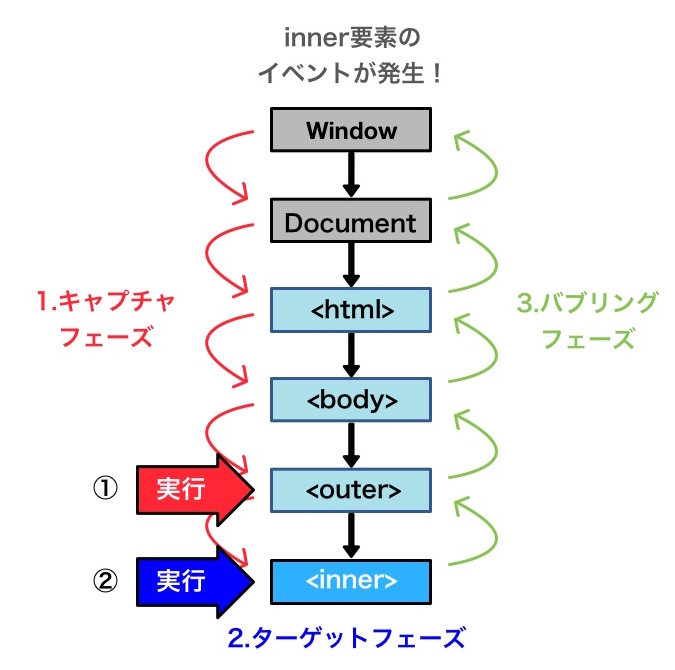 inner要素の
イベントが発生！
Window
Document
1.キャプチャ
フェーズ
<html>
3.バブリング
フェーズ
<body>
① 実行
<outer>
② 実行
<inner>
2.ターゲットフェーズ